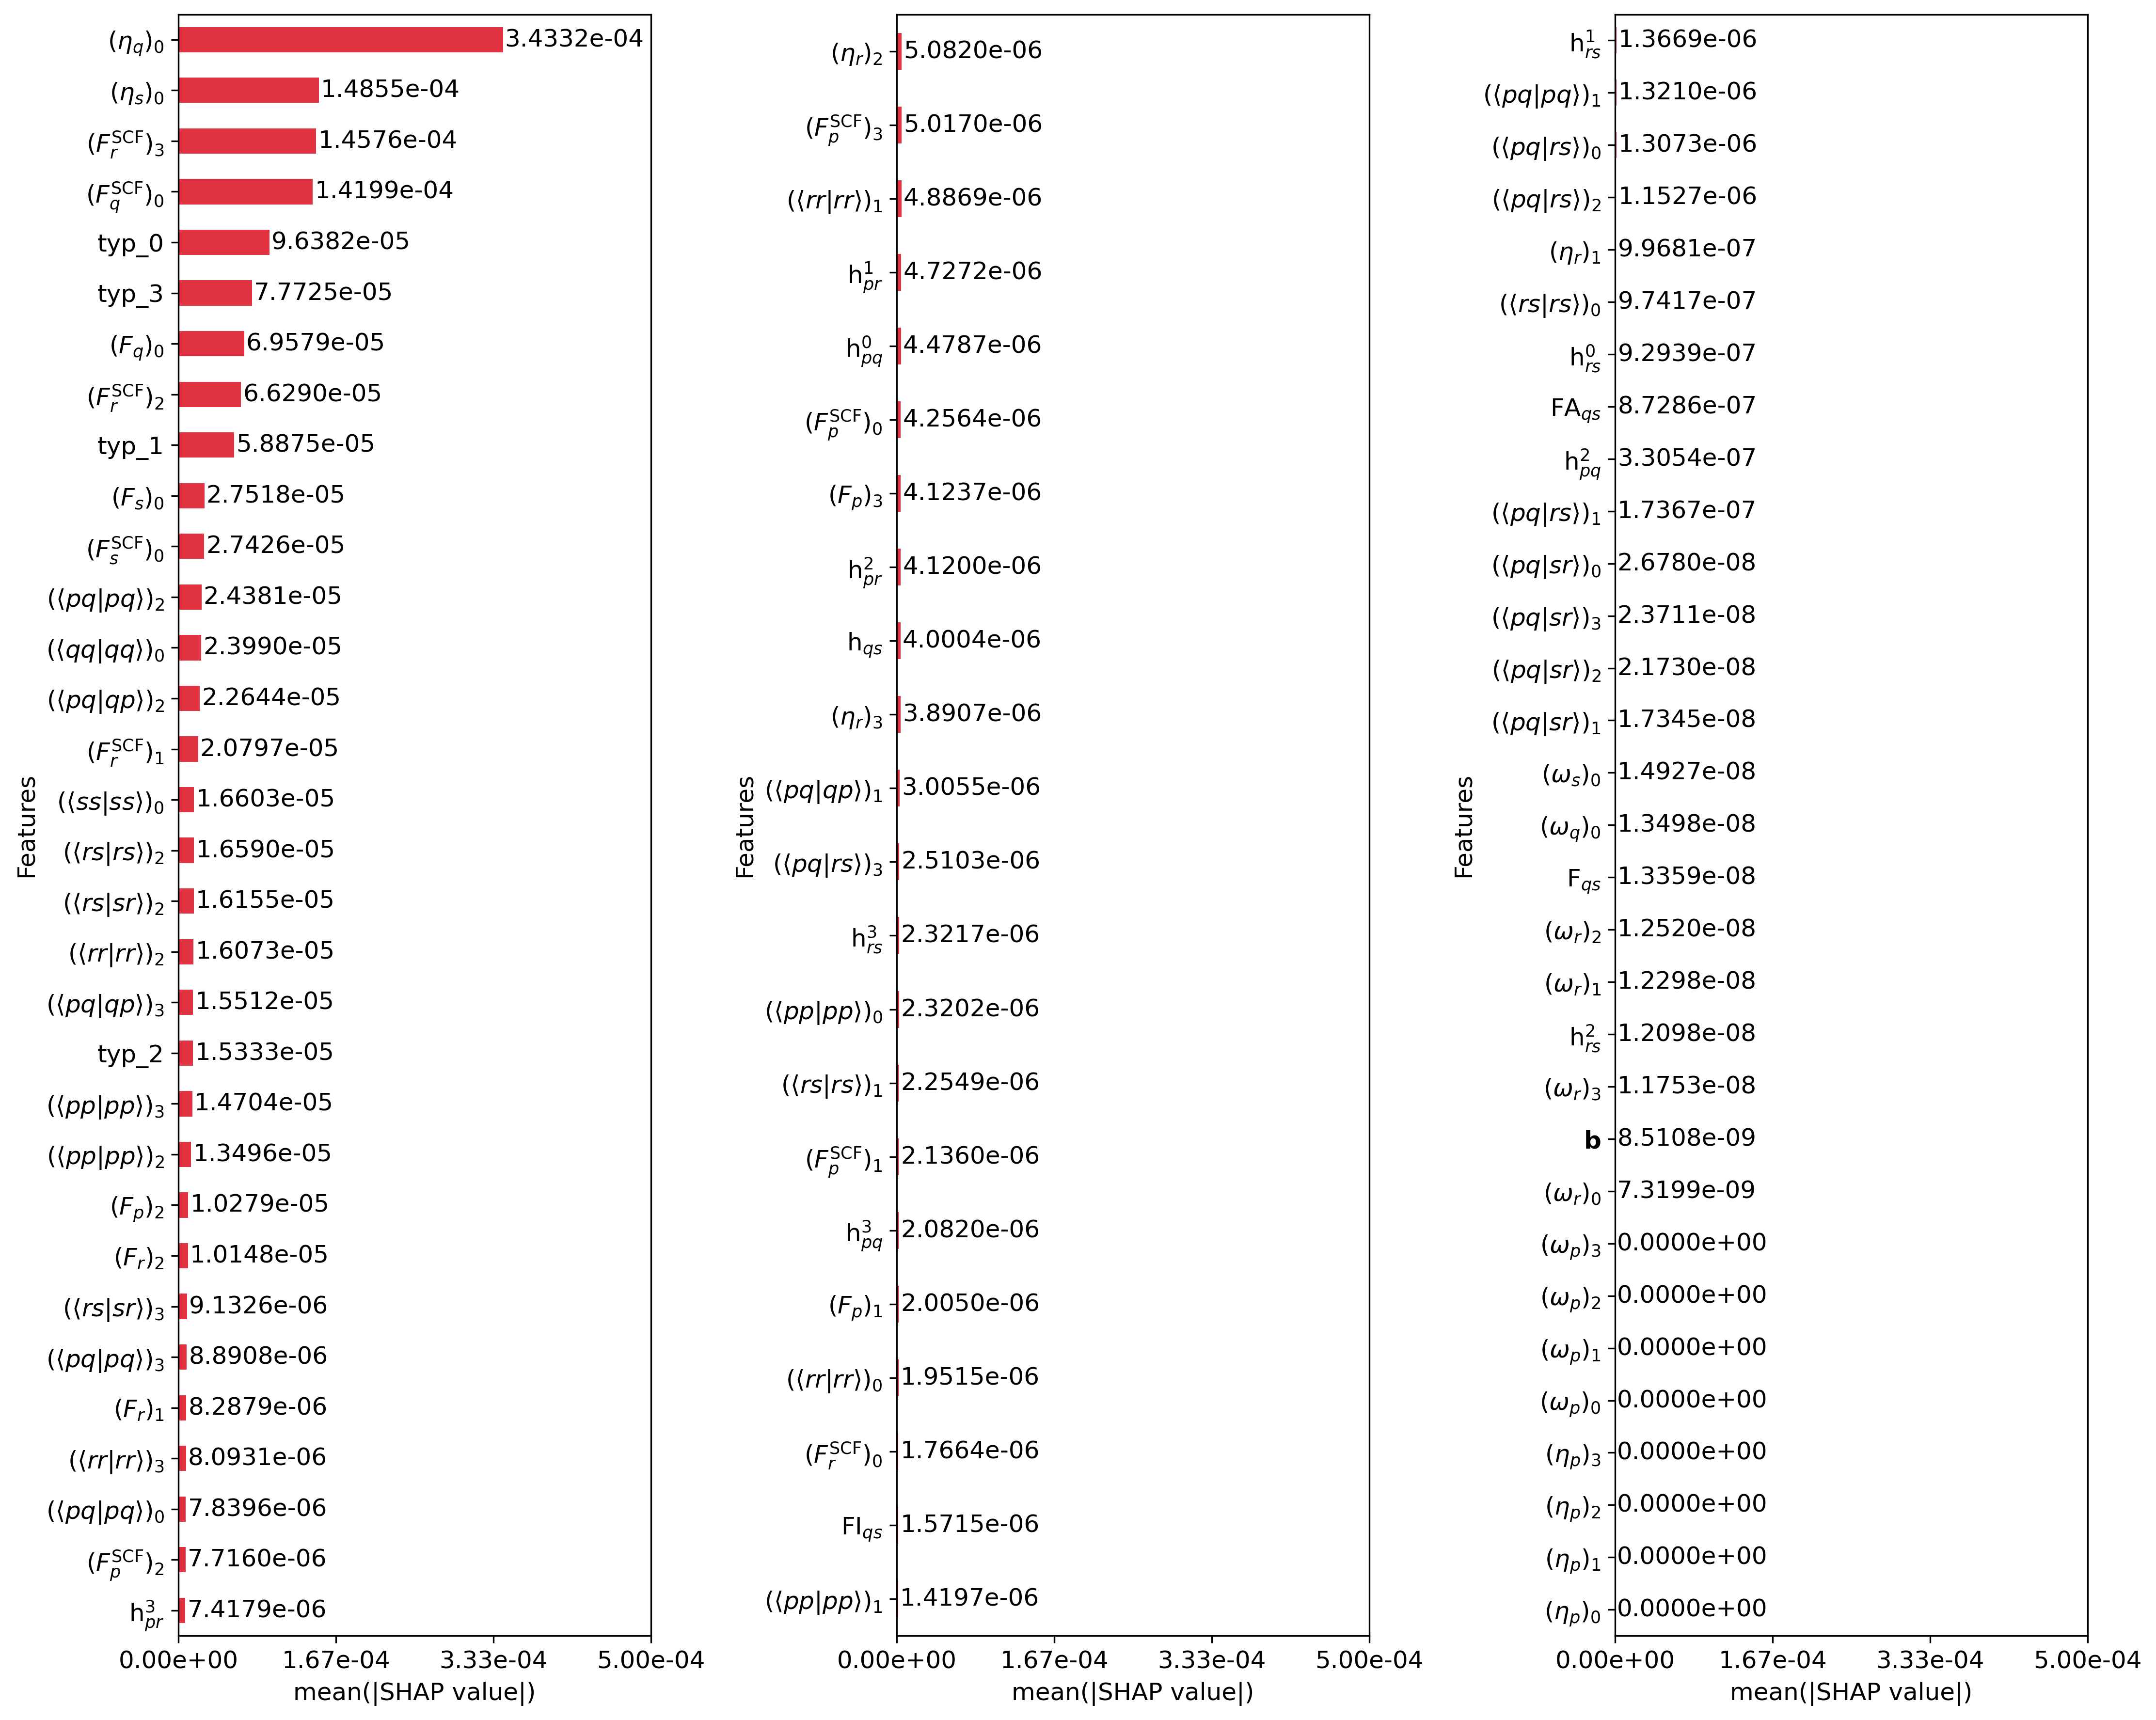 (η_q)_0 3.4332e-04
(η_s)_0 1.4855e-04
(F_r^SCF)_3 1.4576e-04
(F_q^SCF)_0 1.4199e-04
typ_0 9.6382e-05
typ_3 7.7725e-05
(F_q)_0 6.9579e-05
(F_r^SCF)_2 6.6290e-05
typ_1 5.8875e-05
(F_s)_0 2.7518e-05
(F_s^SCF)_0 2.7426e-05
(⟨pq|pq⟩)_2 2.4381e-05
(⟨qq|qq⟩)_0 2.3990e-05
(⟨pq|qp⟩)_2 2.2644e-05
(F_r^SCF)_1 2.0797e-05
(⟨ss|ss⟩)_0 1.6603e-05
(⟨rs|rs⟩)_2 1.6590e-05
(⟨rs|sr⟩)_2 1.6155e-05
(⟨rr|rr⟩)_2 1.6073e-05
(⟨pq|qp⟩)_3 1.5512e-05
typ_2 1.5333e-05
(⟨pp|pp⟩)_3 1.4704e-05
(⟨pp|pp⟩)_2 1.3496e-05
(F_p)_2 1.0279e-05
(F_r)_2 1.0148e-05
(⟨rs|sr⟩)_3 9.1326e-06
(⟨pq|pq⟩)_3 8.8908e-06
(F_r)_1 8.2879e-06
(⟨rr|rr⟩)_3 8.0931e-06
(⟨pq|pq⟩)_0 7.8396e-06
(F_p^SCF)_2 7.7160e-06
h_pr^3 7.4179e-06
0.00e+00 1.67e-04 3.33e-04 5.00e-04
mean(|SHAP value|)
Features
(η_r)_2 5.0820e-06
(F_p^SCF)_3 5.0170e-06
(⟨rr|rr⟩)_1 4.8869e-06
h_pr^1 4.7272e-06
h_pq^0 4.4787e-06
(F_p^SCF)_0 4.2564e-06
(F_p)_3 4.1237e-06
h_pr^2 4.1200e-06
h_qs 4.0004e-06
(η_r)_3 3.8907e-06
(⟨pq|qp⟩)_1 3.0055e-06
(⟨pq|rs⟩)_3 2.5103e-06
h_rs^3 2.3217e-06
(⟨pp|pp⟩)_0 2.3202e-06
(⟨rs|rs⟩)_1 2.2549e-06
(F_p^SCF)_1 2.1360e-06
h_pq^3 2.0820e-06
(F_p)_1 2.0050e-06
(⟨rr|rr⟩)_0 1.9515e-06
(F_r^SCF)_0 1.7664e-06
FI_qs 1.5715e-06
(⟨pp|pp⟩)_1 1.4197e-06
0.00e+00 1.67e-04 3.33e-04 5.00e-04
mean(|SHAP value|)
Features
h_rs^1 1.3669e-06
(⟨pq|pq⟩)_1 1.3210e-06
(⟨pq|rs⟩)_0 1.3073e-06
(⟨pq|rs⟩)_2 1.1527e-06
(η_r)_1 9.9681e-07
(⟨rs|rs⟩)_0 9.7417e-07
h_rs^0 9.2939e-07
FA_qs 8.7286e-07
h_pq^2 3.3054e-07
(⟨pq|rs⟩)_1 1.7367e-07
(⟨pq|sr⟩)_0 2.6780e-08
(⟨pq|sr⟩)_3 2.3711e-08
(⟨pq|sr⟩)_2 2.1730e-08
(⟨pq|sr⟩)_1 1.7345e-08
(ω_s)_0 1.4927e-08
(ω_q)_0 1.3498e-08
F_qs 1.3359e-08
(ω_r)_2 1.2520e-08
(ω_r)_1 1.2298e-08
h_rs^2 1.2098e-08
(ω_r)_3 1.1753e-08
b 8.5108e-09
(ω_r)_0 7.3199e-09
(ω_p)_3 0.0000e+00
(ω_p)_2 0.0000e+00
(ω_p)_1 0.0000e+00
(ω_p)_0 0.0000e+00
(η_p)_3 0.0000e+00
(η_p)_2 0.0000e+00
(η_p)_1 0.0000e+00
(η_p)_0 0.0000e+00
0.00e+00 1.67e-04 3.33e-04 5.00e-04
mean(|SHAP value|)
Features